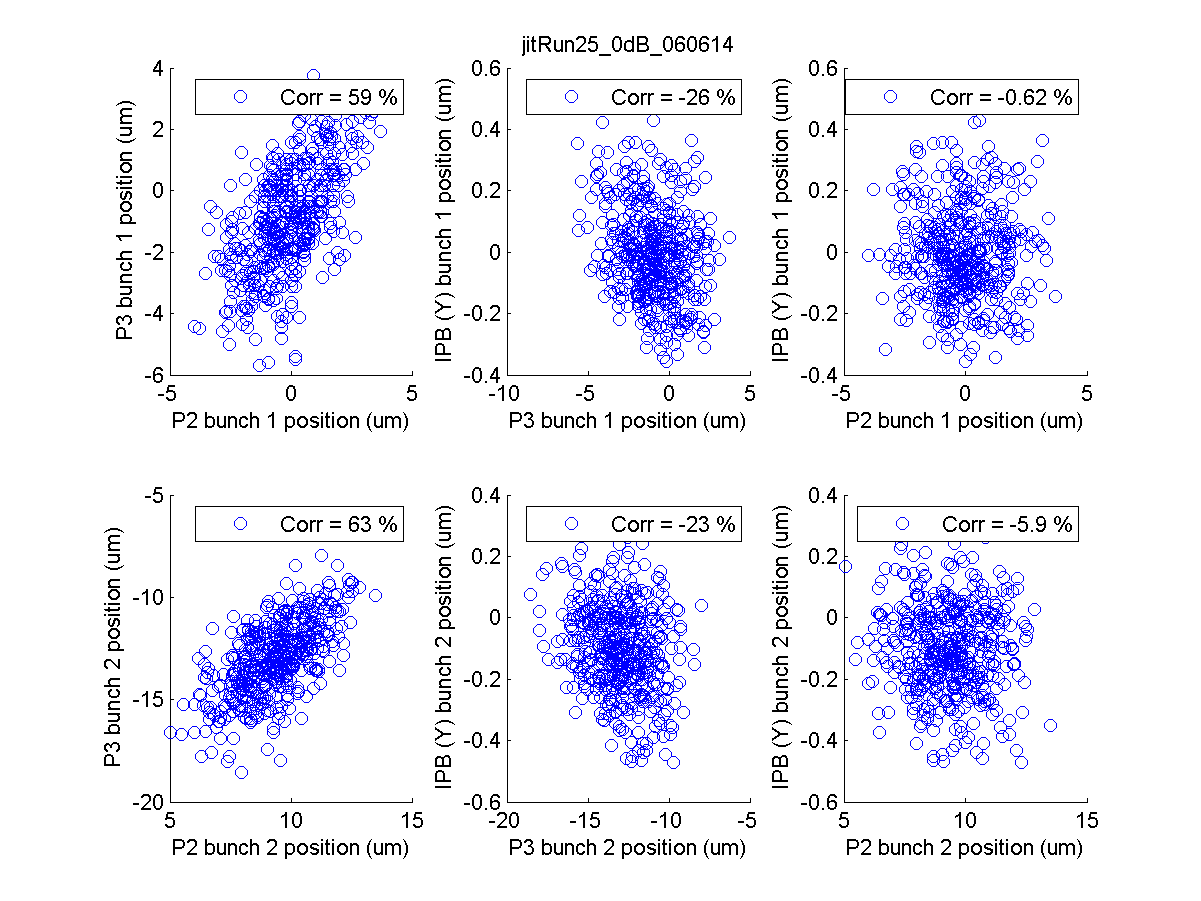 jitRun25_0dB_060614
4
2
0
-2
-4
-6
-5
0
5
P3 bunch 1 position (um)
P2 bunch 1 position (um)
Corr = 59 %
0.6
0.4
0.2
0
-0.2
-0.4
-10
-5
0
5
IPB (Y) bunch 1 position (um)
P3 bunch 1 position (um)
Corr = -26 %
0.6
0.4
0.2
0
-0.2
-0.4
-5
0
5
IPB (Y) bunch 1 position (um)
P2 bunch 1 position (um)
Corr = -0.62 %
-5
-10
-15
-20
5
10
15
P3 bunch 2 position (um)
P2 bunch 2 position (um)
Corr = 63 %
0.4
0.2
0
-0.2
-0.4
-0.6
-20
-15
-10
-5
IPB (Y) bunch 2 position (um)
P3 bunch 2 position (um)
Corr = -23 %
0.4
0.2
0
-0.2
-0.4
-0.6
5
10
15
IPB (Y) bunch 2 position (um)
P2 bunch 2 position (um)
Corr = -5.9 %